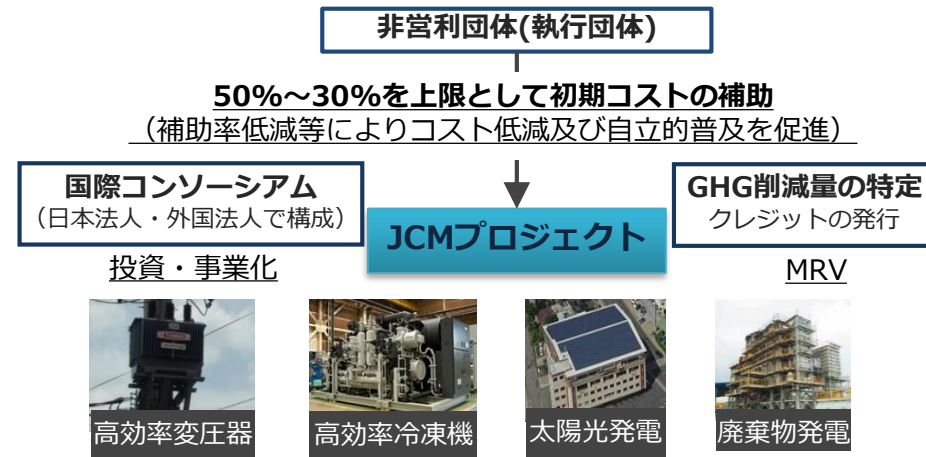 非営利団体(執行団体)
50%～30%を上限として初期コストの補助
（補助率低減等によりコスト低減及び自立的普及を促進）
国際コンソーシアム
（日本法人・外国法人で構成）
投資・事業化
JCMプロジェクト
GHG削減量の特定
クレジットの発行
MRV
高効率変圧器
高効率冷凍機
太陽光発電
廃棄物発電